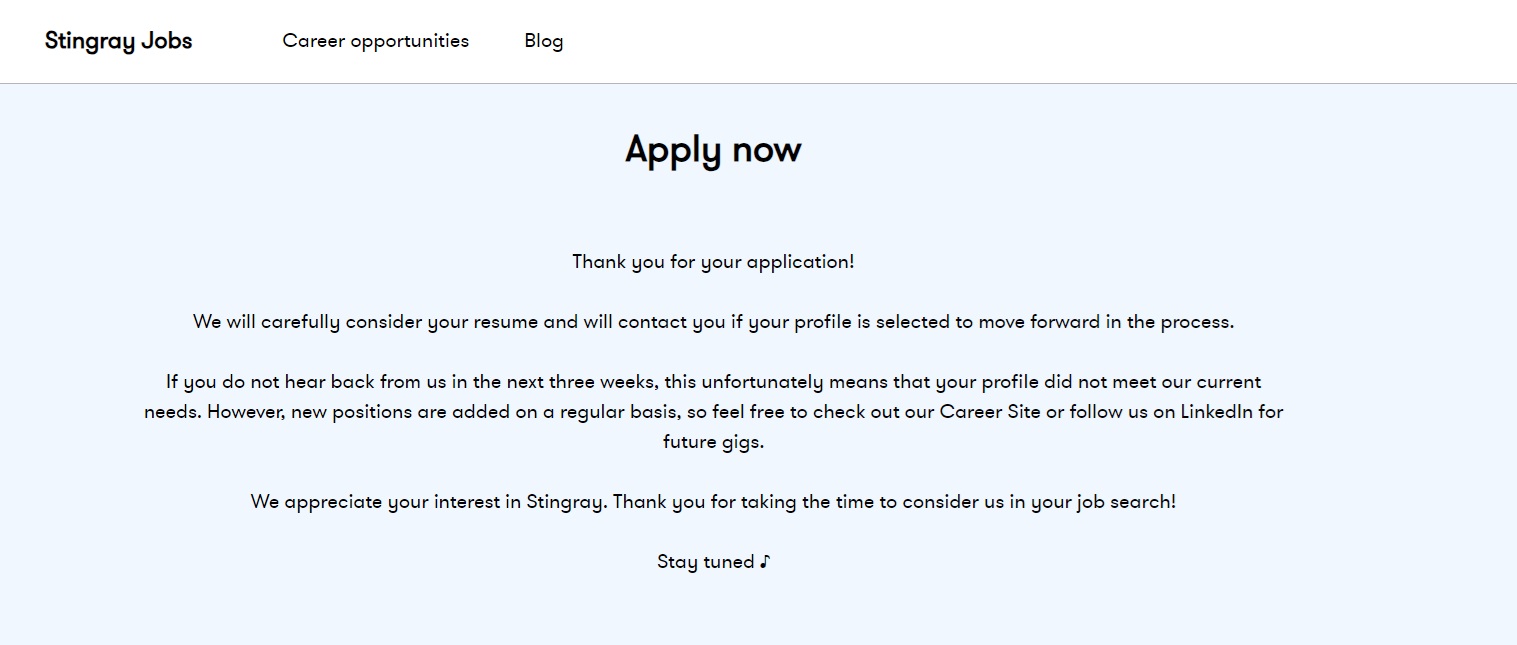 Stingray Jobs Career opportunities Blog
Apply now
Thank you for your application!
We will carefully consider your resume and will contact you if your profile is selected to move forward in the process.
If you do not hear back from us in the next three weeks, this unfortunately means that your profile did not meet our current
needs. However, new positions are added on a regular basis, so feel free to check out our Career Site or follow us on LinkedIn for
future gigs.
We appreciate your interest in Stingray. Thank you for taking the time to consider us in your job search!
Stay tuned ♪